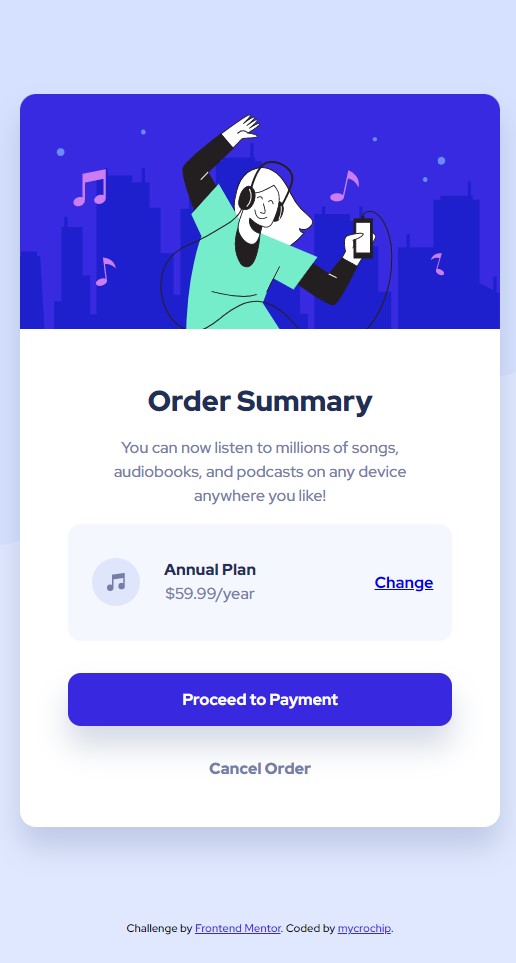 Order Summary
You can now listen to millions of songs,
audiobooks, and podcasts on any device
anywhere you like!
Annual Plan
$59.99/year
Change
Proceed to Payment
Cancel Order
Challenge by Frontend Mentor. Coded by mycrochip.